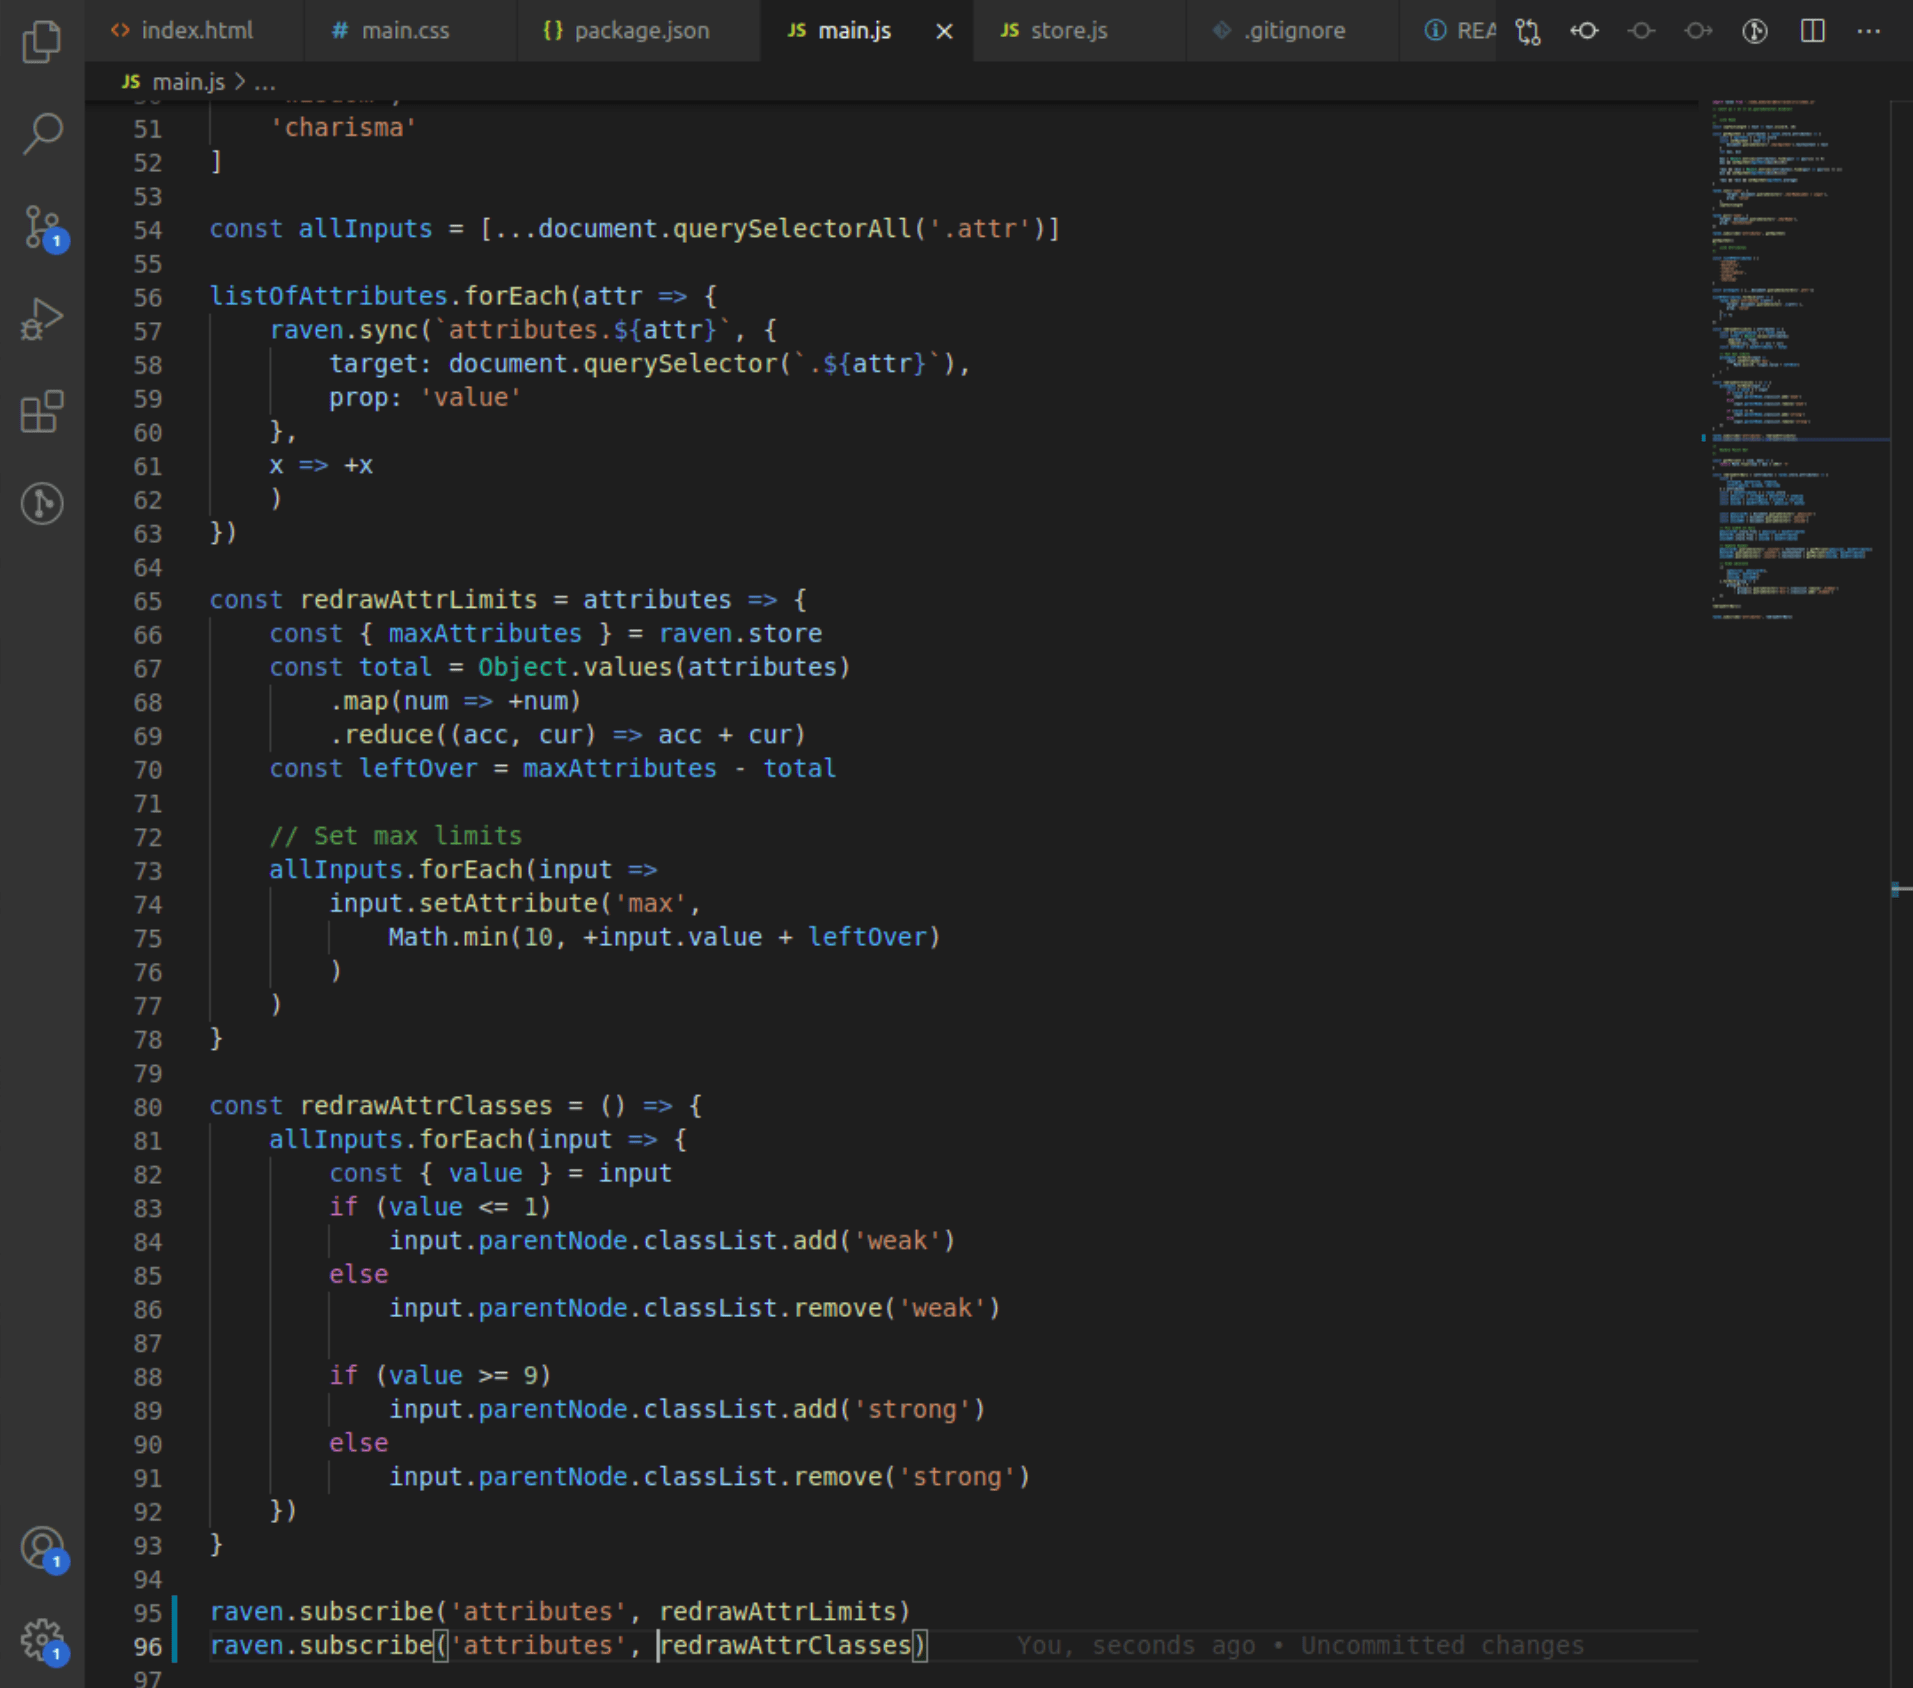 index.html
main.css
package.json
JS main.js
JS store.js
.gitignore
REA
JS main.js > ...
51 'charisma'
52 ]
53
54 const allInputs = [...document.querySelectorAll('.attr')]
55
56 listOfAttributes.forEach(attr => {
57 raven.sync(`attributes.${attr}`, {
58 target: document.querySelector(`.${attr}`),
59 prop: 'value'
60 },
61 x => +x
62 )
63 })
64
65 const redrawAttrLimits = attributes => {
66 const { maxAttributes } = raven.store
67 const total = Object.values(attributes)
68 .map(num => +num)
69 .reduce((acc, cur) => acc + cur)
70 const leftOver = maxAttributes - total
71
72 // Set max limits
73 allInputs.forEach(input =>
74 input.setAttribute('max',
75 Math.min(10, +input.value + leftOver)
76 )
77 )
78 }
79
80 const redrawAttrClasses = () => {
81 allInputs.forEach(input => {
82 const { value } = input
83 if (value <= 1)
84 input.parentNode.classList.add('weak')
85 else
86 input.parentNode.classList.remove('weak')
87
88 if (value >= 9)
89 input.parentNode.classList.add('strong')
90 else
91 input.parentNode.classList.remove('strong')
92 })
93 }
94
95 raven.subscribe('attributes', redrawAttrLimits)
96 raven.subscribe('attributes', redrawAttrClasses) You, seconds ago • Uncommitted changes
97
1
1
1